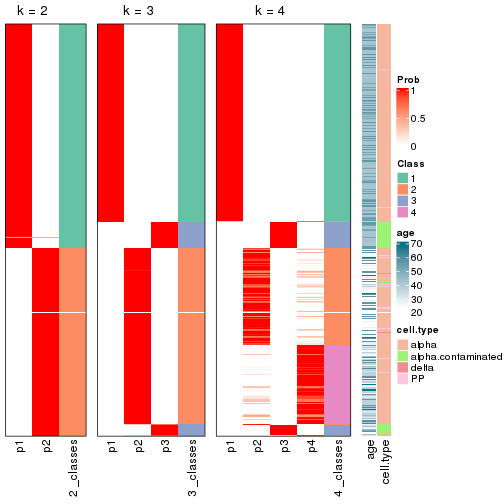 k = 2
k = 3
k = 4
p1
p2
2_classes
p1
p2
p3
3_classes
p1
p2
p3
p4
4_classes
age
cell.type
Prob
1
0.5
0
Class
1
2
3
4
age
70
60
50
40
30
20
cell.type
alpha
alpha.contaminated
delta
PP